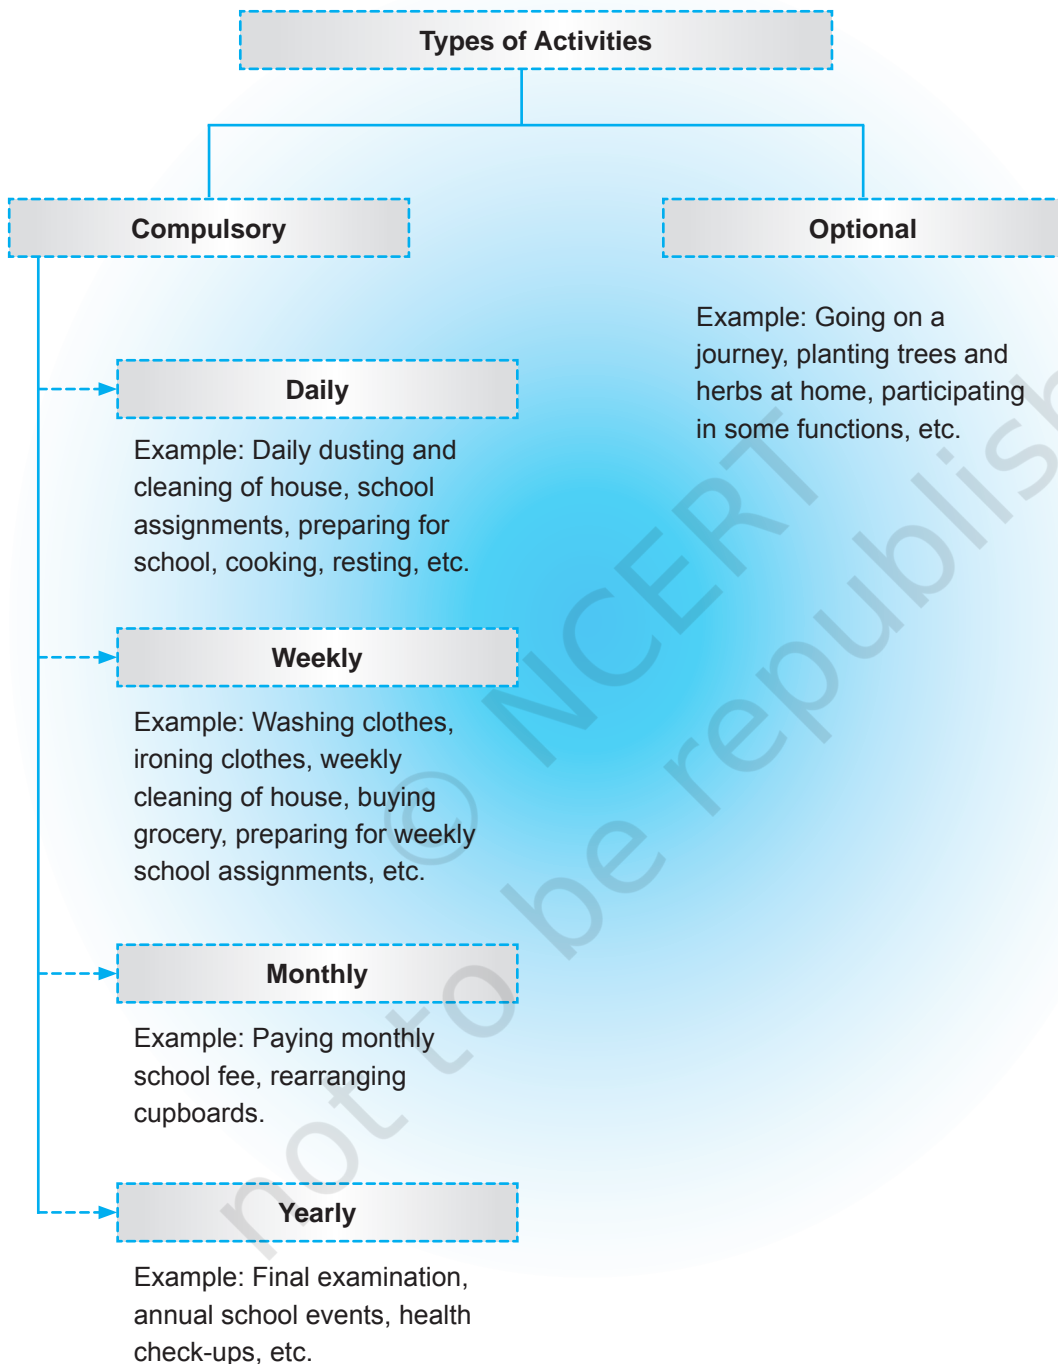 Types of Activities
Compulsory
Optional
Example: Going on a
journey, planting trees and
herbs at home, participating
in some functions, etc.
Daily
Example: Daily dusting and
cleaning of house, school
assignments, preparing for
school, cooking, resting, etc.
Weekly
Example: Washing clothes,
ironing clothes, weekly
cleaning of house, buying
grocery, preparing for weekly
school assignments, etc.
Monthly
Example: Paying monthly
school fee, rearranging
cupboards.
Yearly
Example: Final examination,
annual school events, health
check-ups, etc.
© NCERT
not to be republish